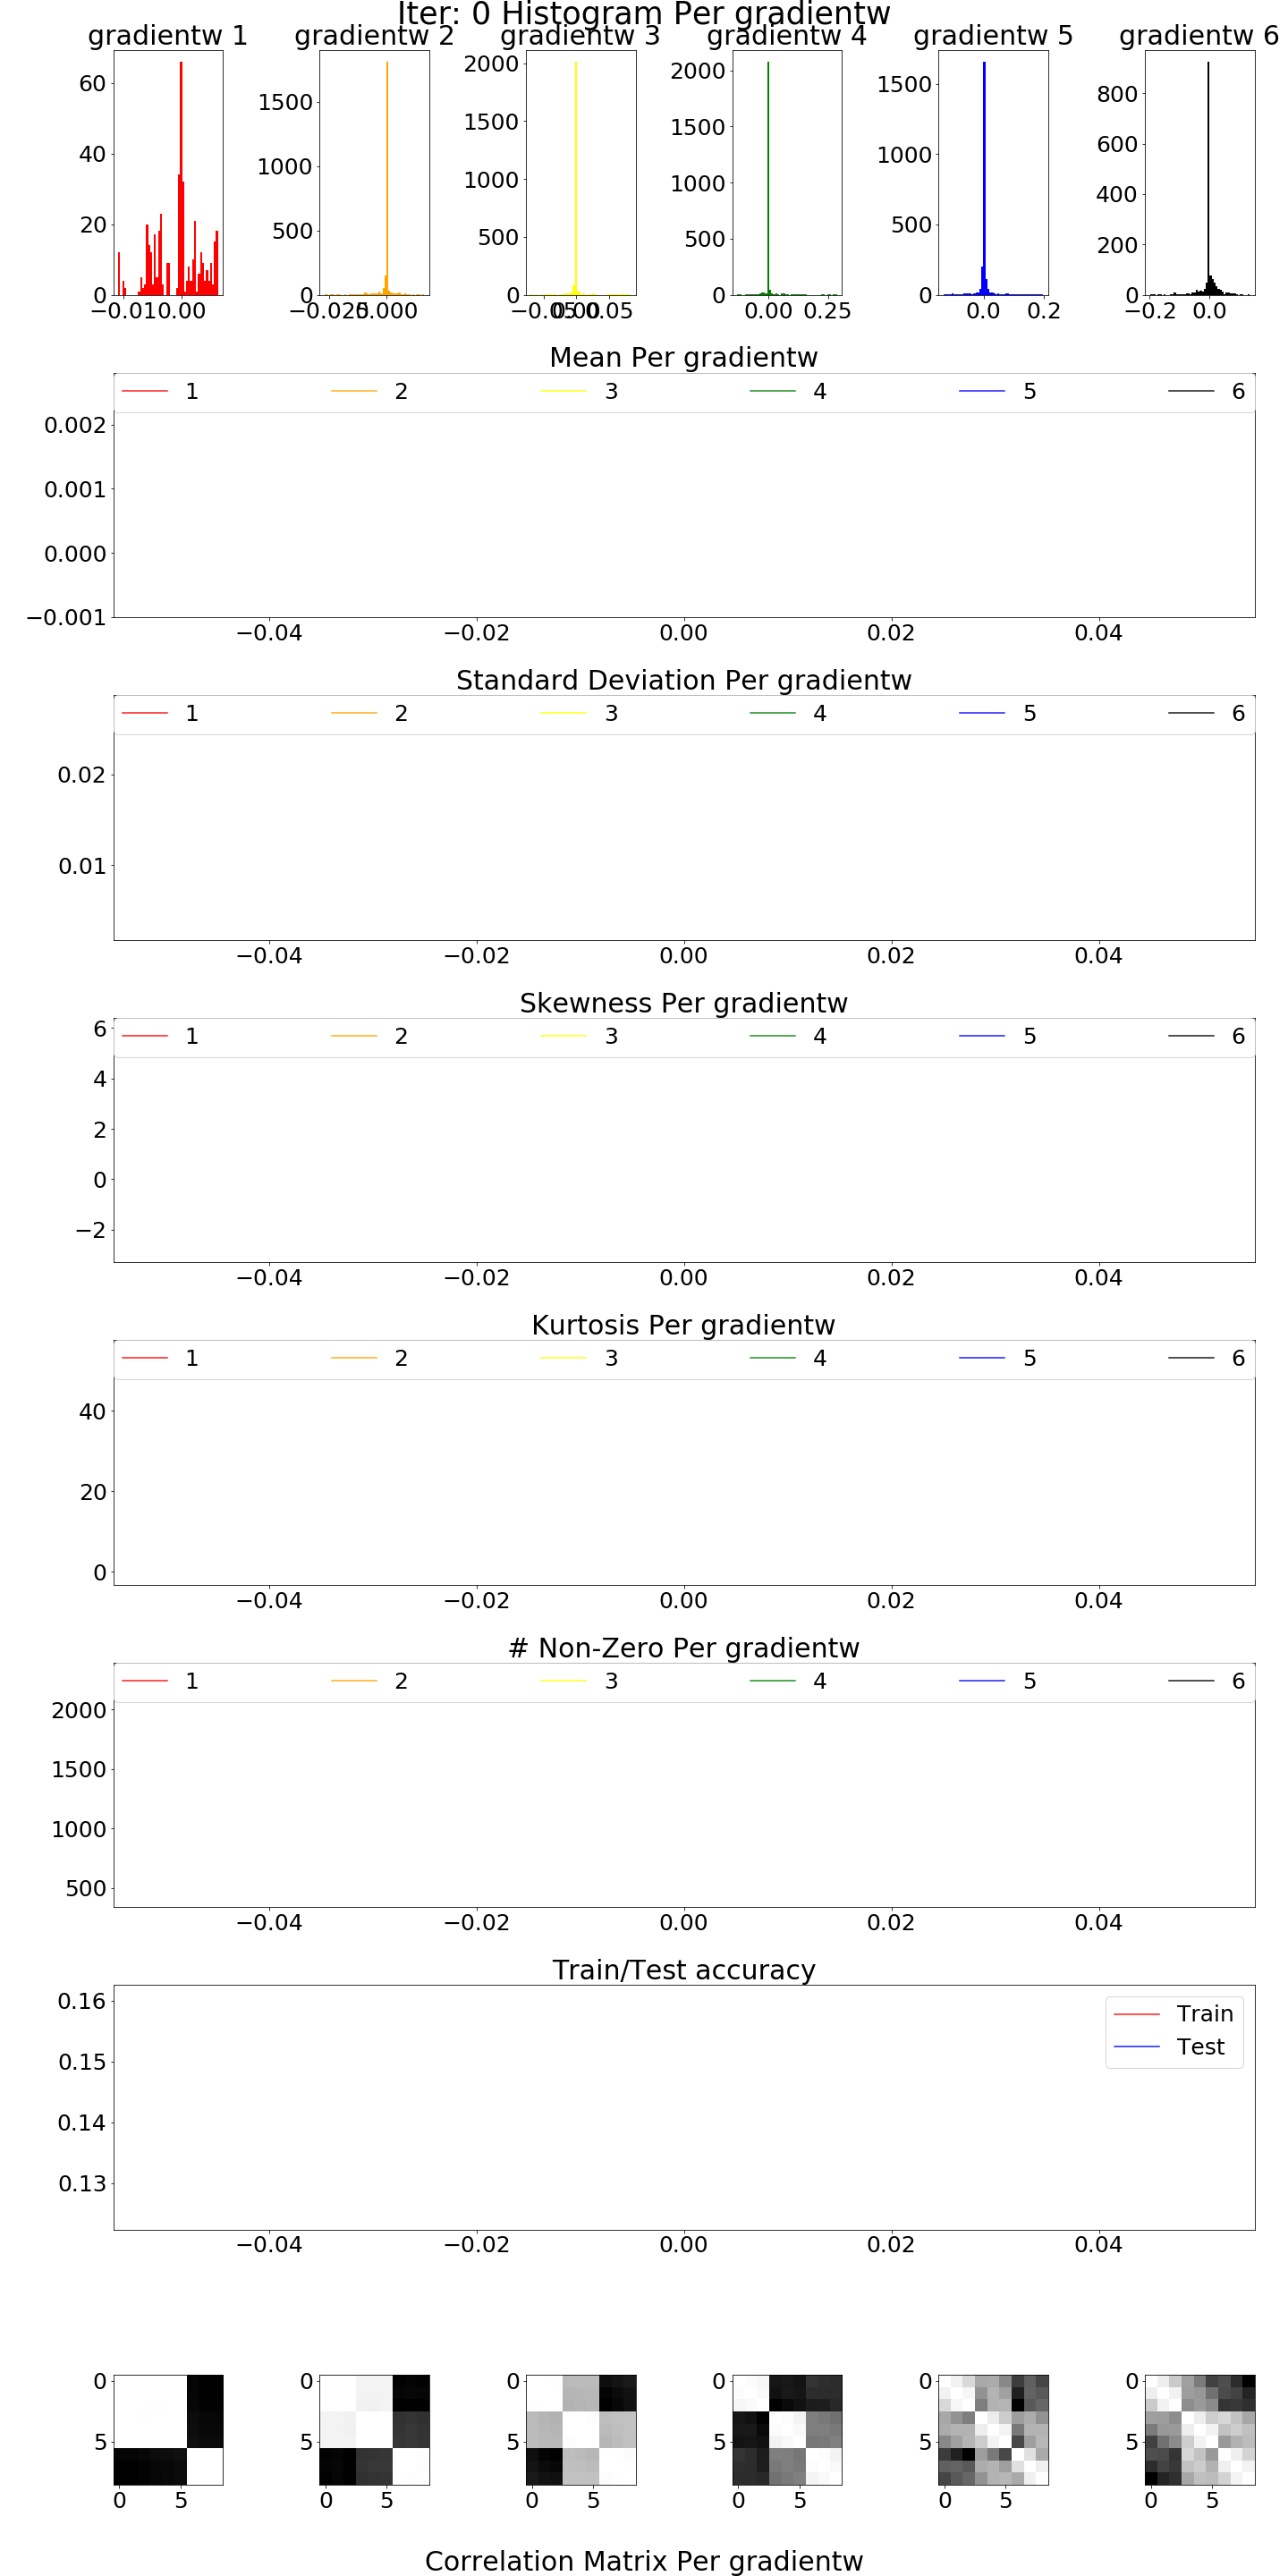 Iter: 0 Histogram Per gradientw
gradientw 1 gradientw 2 gradientw 3 gradientw 4 gradientw 5 gradientw 6
60
40
20
0
−0.01 0.00
1500
1000
500
0
−0.025 0.000
2000
1500
1000
500
0
−0.05 0.00 0.05
2000
1500
1000
500
0
0.00 0.25
1500
1000
500
0
0.0 0.2
800
600
400
200
0
−0.2 0.0
Mean Per gradientw
1 2 3 4 5 6
0.002
0.001
0.000
−0.001
−0.04 −0.02 0.00 0.02 0.04
Standard Deviation Per gradientw
1 2 3 4 5 6
0.02
0.01
−0.04 −0.02 0.00 0.02 0.04
Skewness Per gradientw
1 2 3 4 5 6
6
4
2
0
−2
−0.04 −0.02 0.00 0.02 0.04
Kurtosis Per gradientw
1 2 3 4 5 6
40
20
0
−0.04 −0.02 0.00 0.02 0.04
# Non-Zero Per gradientw
1 2 3 4 5 6
2000
1500
1000
500
−0.04 −0.02 0.00 0.02 0.04
Train/Test accuracy
Train
Test
0.16
0.15
0.14
0.13
−0.04 −0.02 0.00 0.02 0.04
0 0 0 0 0 0
5 5 5 5 5 5
0 5 0 5 0 5 0 5 0 5 0 5
Correlation Matrix Per gradientw